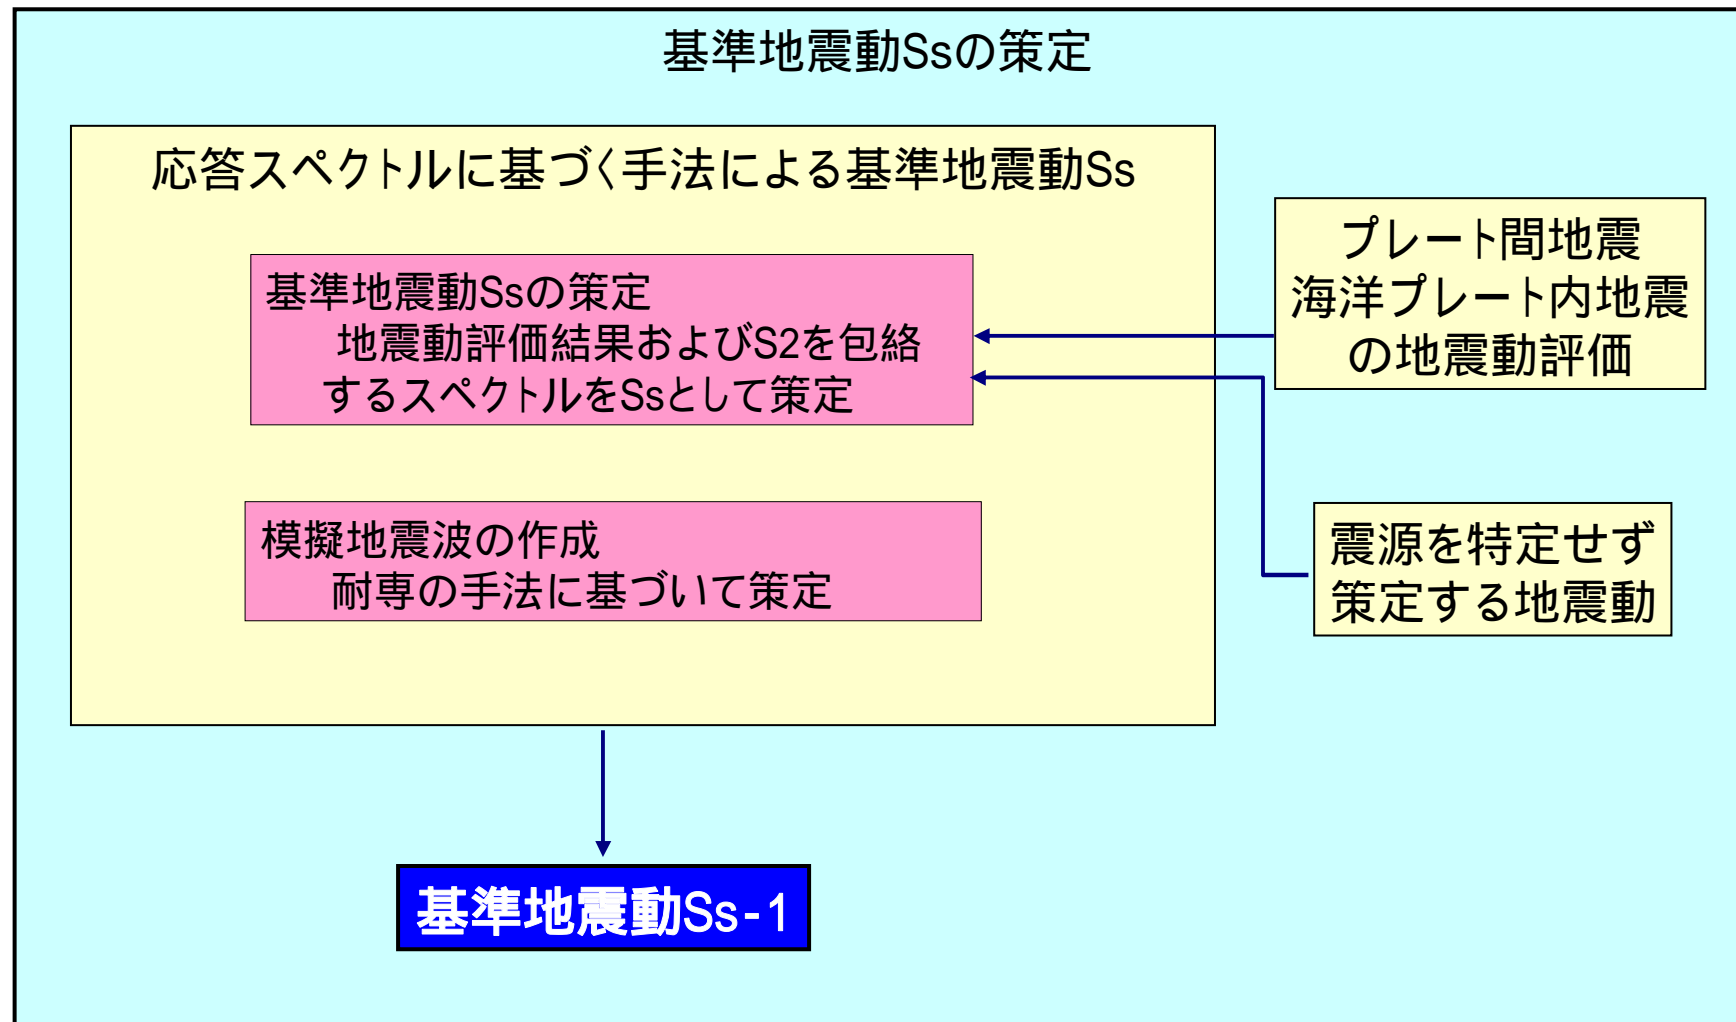 基準地震動Ssの策定
応答スペクトルに基づく手法による基準地震動Ss
基準地震動Ssの策定
地震動評価結果およびS2を包絡
するスペクトルをSsとして策定
模擬地震波の作成
耐専の手法に基づいて策定
プレート間地震
海洋プレート内地震
の地震動評価
震源を特定せず
策定する地震動
基準地震動Ss-1